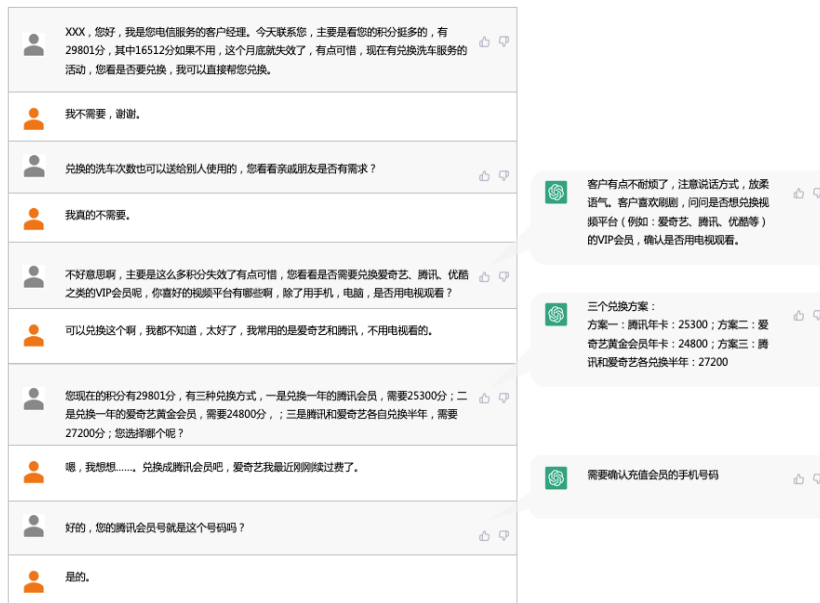 XXX，您好，我是您电信服务的客户经理。今天联系您，主要是看您的积分挺多的，有
29801分，其中16512分如果不用，这个月底就失效了，有点可惜，现在有兑换洗车服务的
活动，您看是否要兑换，我可以直接帮您兑换。
我不需要，谢谢。
兑换的洗车次数也可以送给别人使用的，您看看亲戚朋友是否有需求？
我真的不需要。
客户有点不耐烦了，注意说话方式，放柔
语气。客户喜欢刷剧，问问是否想兑换视
频平台（例如：爱奇艺、腾讯、优酷等）
的VIP会员，确认是否用电视观看。
不好意思啊，主要是这么多积分失效了有点可惜，您看看是否需要兑换爱奇艺、腾讯、优酷
之类的VIP会员呢，你喜好的视频平台有哪些啊，除了用手机，电脑，是否用电视观看？
可以兑换这个啊，我都不知道，太好了，我常用的是爱奇艺和腾讯，不用电视看的。
三个兑换方案：
方案一：腾讯年卡：25300；方案二：爱
奇艺黄金会员年卡：24800；方案三：腾
讯和爱奇艺各兑换半年：27200
您现在的积分有29801分，有三种兑换方式，一是兑换一年的腾讯会员，需要25300分；二
是兑换一年的爱奇艺黄金会员，需要24800分，；三是腾讯和爱奇艺各自兑换半年，需要
27200分；您选择哪个呢？
嗯，我想想……。兑换成腾讯会员吧，爱奇艺我最近刚刚续过费了。
需要确认充值会员的手机号码
好的，您的腾讯会员号就是这个号码吗？
是的。